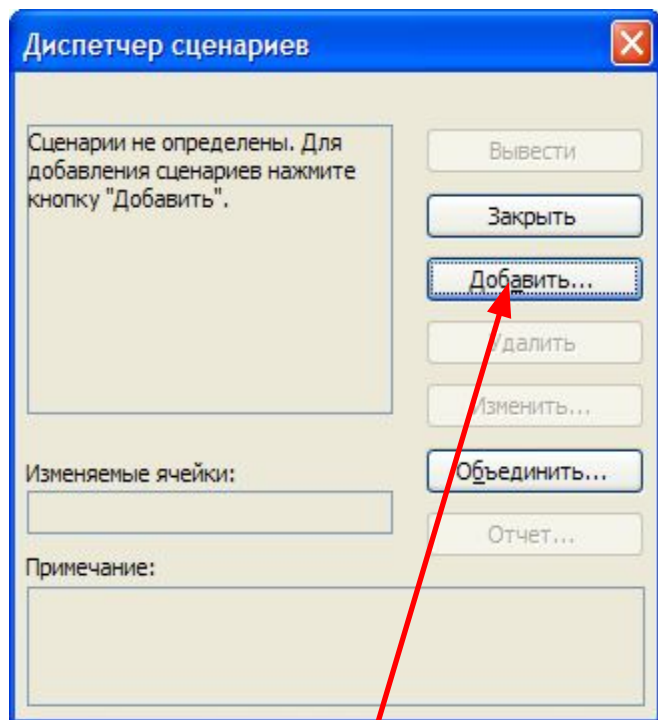 Диспетчер сценариев
Сценарии не определены. Для
добавления сценариев нажмите
кнопку "Добавить".
Вывести
Закрыть
Добавить...
Удалить
Изменить...
Изменяемые ячейки:
Объединить...
Отчет...
Примечание: